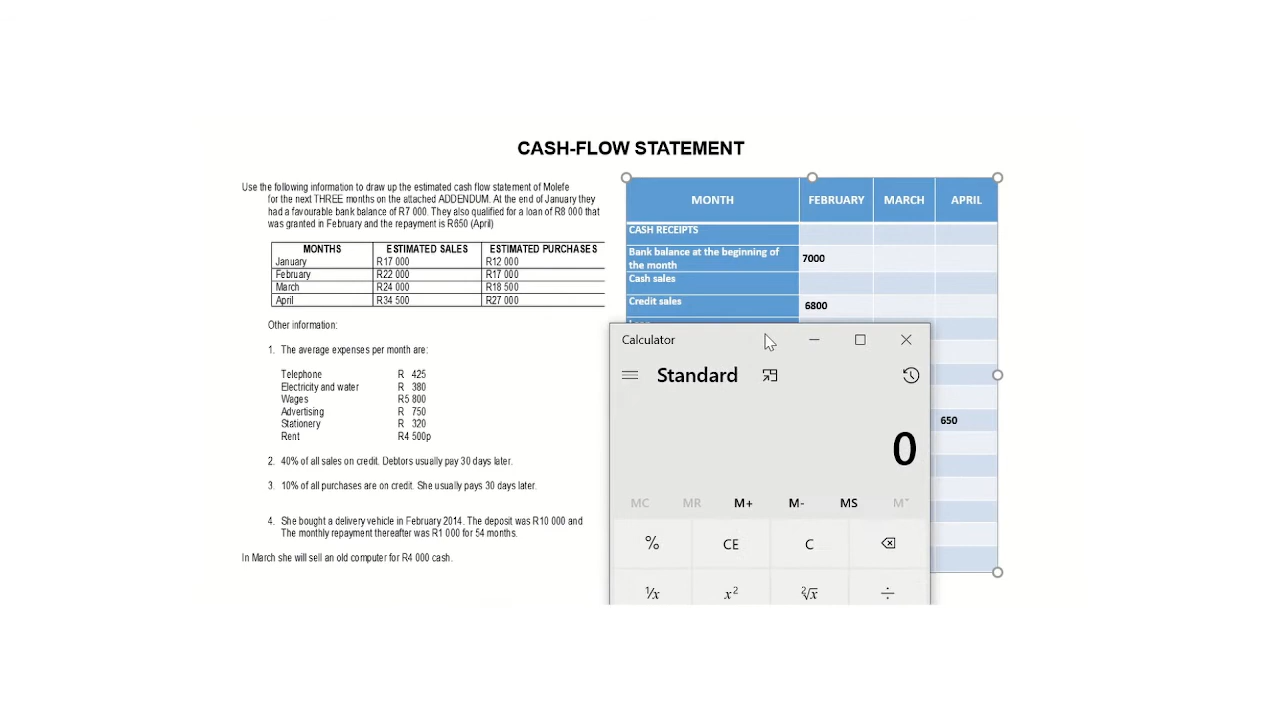 CASH-FLOW STATEMENT
Use the following information to draw up the estimated cash flow statement of Molefe
for the next THREE months on the attached ADDENDUM. At the end of January they
had a favourable bank balance of R7 000. They also qualified for a loan of R8 000 that
was granted in February and the repayment is R650 (April)
MONTHS ESTIMATED SALES ESTIMATED PURCHASES
January R17 000 R12 000
February R22 000 R17 000
March R24 000 R18 500
April R34 500 R27 000
Other information:
1. The average expenses per month are:
Telephone R 425
Electricity and water R 380
Wages R5 800
Advertising R 750
Stationery R 320
Rent R4 500p
2. 40% of all sales on credit. Debtors usually pay 30 days later.
3. 10% of all purchases are on credit. She usually pays 30 days later.
4. She bought a delivery vehicle in February 2014. The deposit was R10 000 and
The monthly repayment thereafter was R1 000 for 54 months.
In March she will sell an old computer for R4 000 cash.
MONTH FEBRUARY MARCH APRIL
CASH RECEIPTS
Bank balance at the beginning of
the month 7000
Cash sales
Credit sales 6800
650
Calculator
Standard
0
MC MR M+ M- MS M˅
% CE C
¹/x x² ²√x ÷